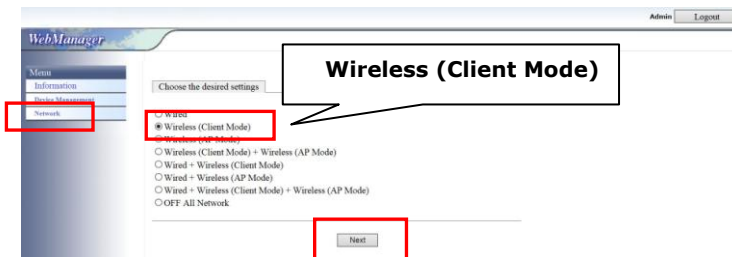 Admin Logout
WebManager
Wireless (Client Mode)
Menu
Information
Device Management
Network
Choose the desired settings
Wired
Wireless (Client Mode)
Wireless (AP Mode)
Wireless (Client Mode) + Wireless (AP Mode)
Wired + Wireless (Client Mode)
Wired + Wireless (AP Mode)
Wired + Wireless (Client Mode) + Wireless (AP Mode)
OFF All Network
Next